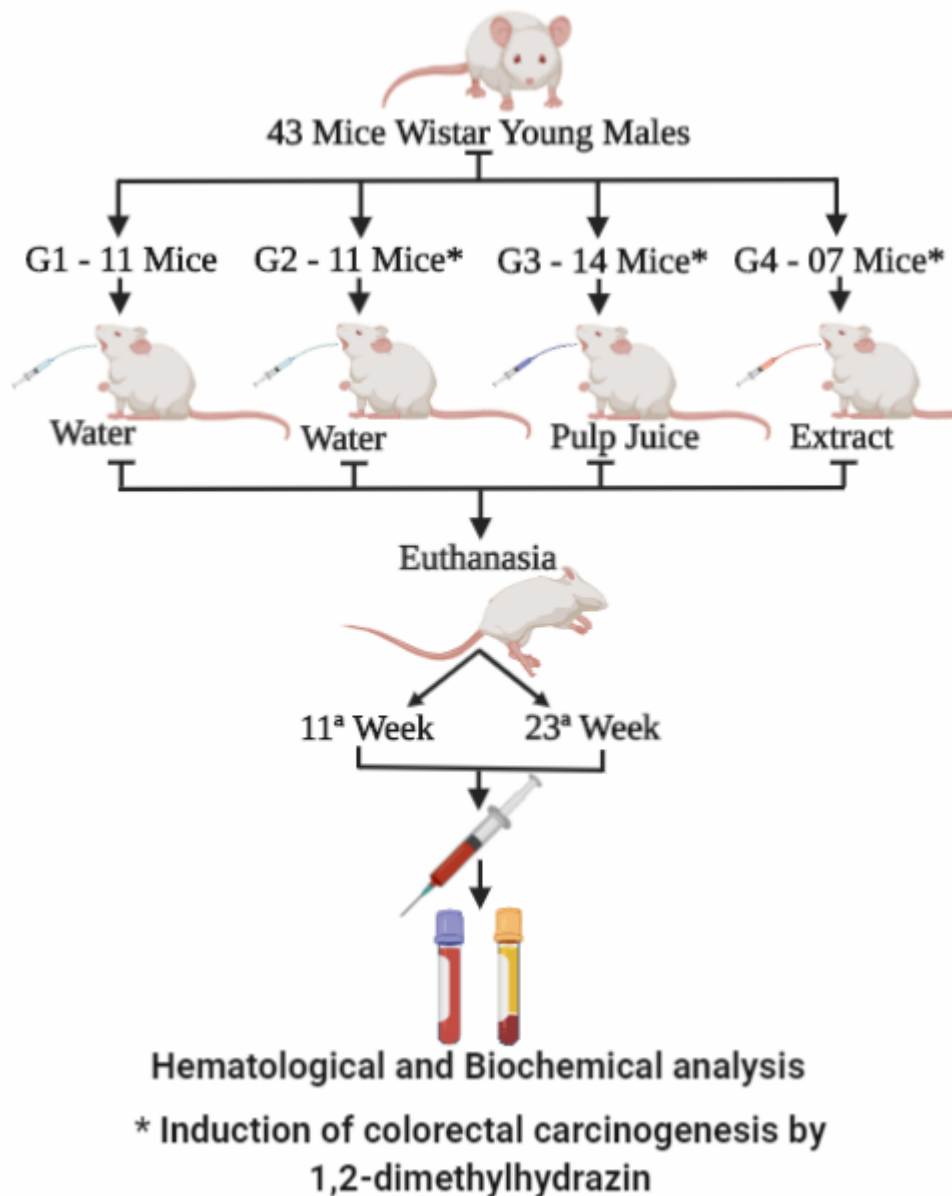 43 Mice Wistar Young Males
G1 - 11 Mice
G2 - 11 Mice*
G3 - 14 Mice*
G4 - 07 Mice*
Water
Water
Pulp Juice
Extract
Euthanasia
11ª Week
23ª Week
Hematological and Biochemical analysis
* Induction of colorectal carcinogenesis by
1,2-dimethylhydrazin